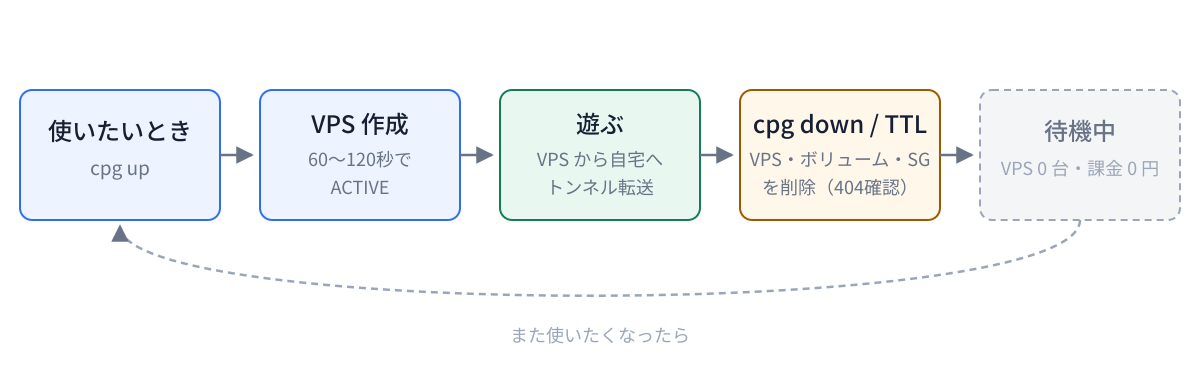 使いたいとき
cpg up
VPS 作成
60〜120秒で
ACTIVE
遊ぶ
VPS から自宅へ
トンネル転送
cpg down / TTL
VPS・ボリューム・SG
を削除（404確認）
待機中
VPS 0 台・課金 0 円
また使いたくなったら